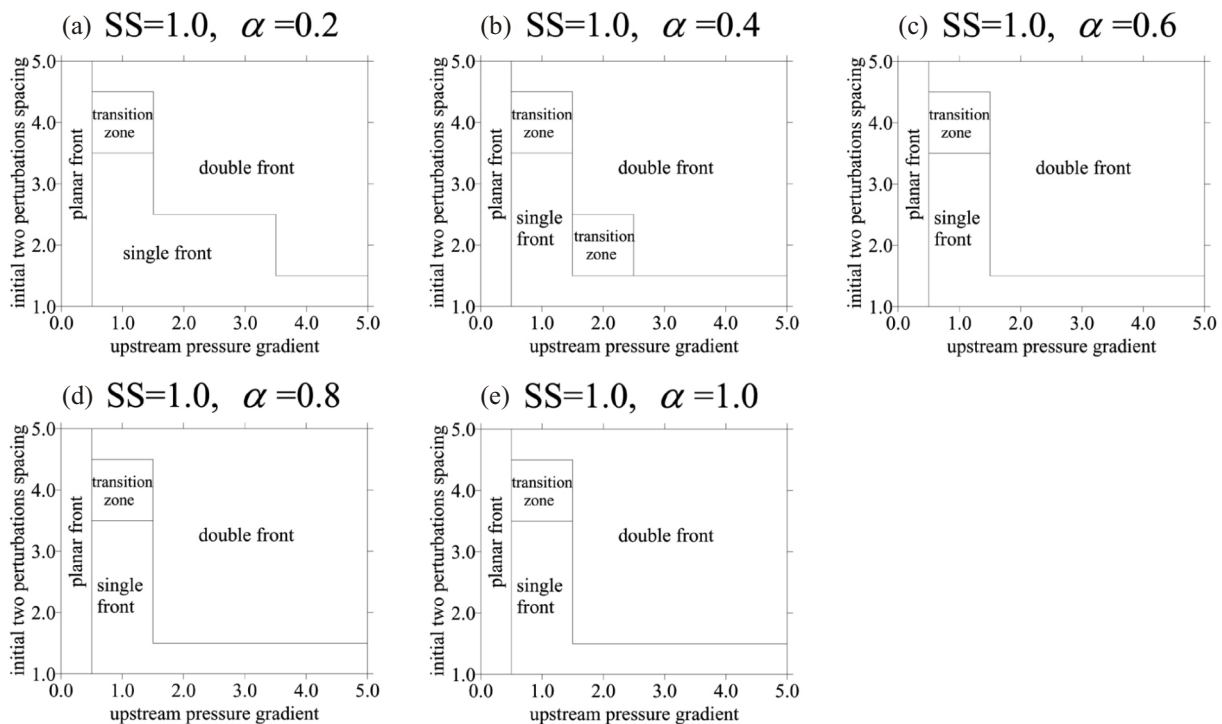 (a) SS=1.0, α=0.2
initial two perturbations spacing
5.0
4.0
3.0
2.0
1.0
planar front
transition
zone
double front
single front
0.0 1.0 2.0 3.0 4.0 5.0
upstream pressure gradient
(b) SS=1.0, α=0.4
initial two perturbations spacing
5.0
4.0
3.0
2.0
1.0
planar front
transition
zone
double front
single
front
transition
zone
0.0 1.0 2.0 3.0 4.0 5.0
upstream pressure gradient
(c) SS=1.0, α=0.6
initial two perturbations spacing
5.0
4.0
3.0
2.0
1.0
planar front
transition
zone
double front
single
front
0.0 1.0 2.0 3.0 4.0 5.0
upstream pressure gradient
(d) SS=1.0, α=0.8
initial two perturbations spacing
5.0
4.0
3.0
2.0
1.0
planar front
transition
zone
double front
single
front
0.0 1.0 2.0 3.0 4.0 5.0
upstream pressure gradient
(e) SS=1.0, α=1.0
initial two perturbations spacing
5.0
4.0
3.0
2.0
1.0
planar front
transition
zone
double front
single
front
0.0 1.0 2.0 3.0 4.0 5.0
upstream pressure gradient